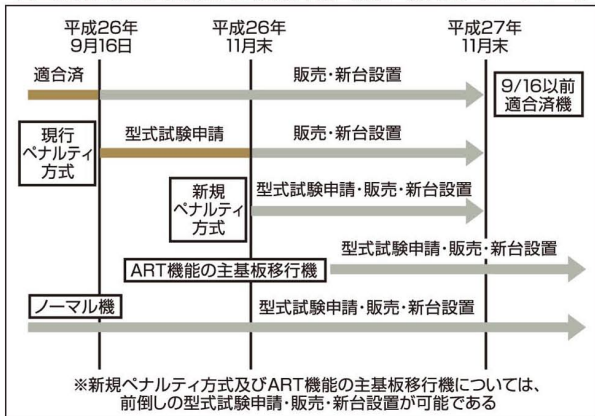 平成26年
9月16日
平成26年
11月末
平成27年
11月末
適合済
販売・新台設置
9/16以前
適合済機
現行
ペナルティ
方式
型式試験申請
販売・新台設置
新規
ペナルティ
方式
型式試験申請・販売・新台設置
ART機能の主基板移行機
型式試験申請・販売・新台設置
ノーマル機
型式試験申請・販売・新台設置
※新規ペナルティ方式及びART機能の主基板移行機については、
前倒しの型式試験申請・販売・新台設置が可能である